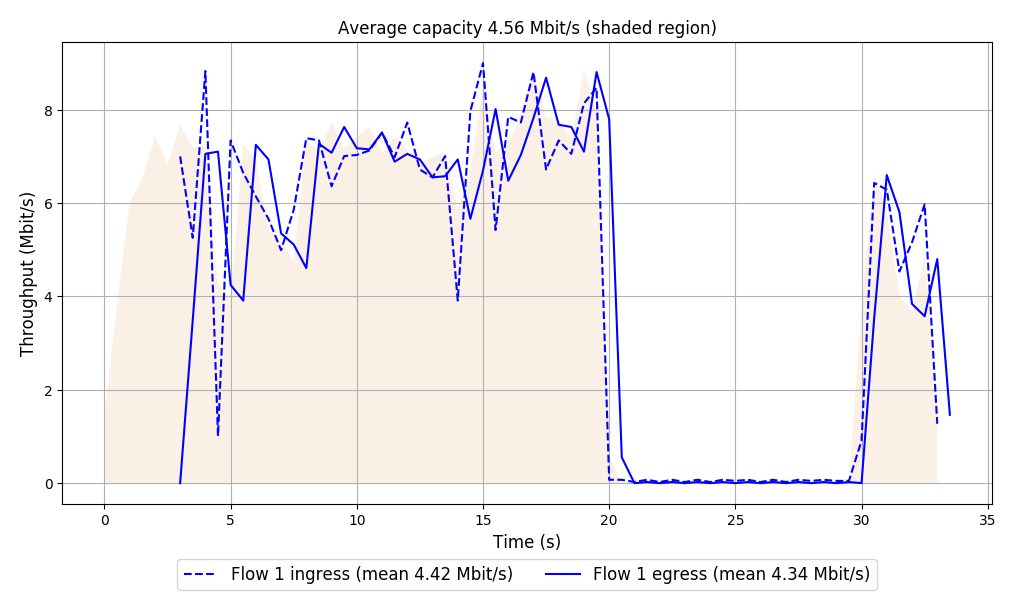 Average capacity 4.56 Mbit/s (shaded region)
Throughput (Mbit/s)
8
6
4
2
0
0 5 10 15 20 25 30 35
Time (s)
Flow 1 ingress (mean 4.42 Mbit/s) Flow 1 egress (mean 4.34 Mbit/s)